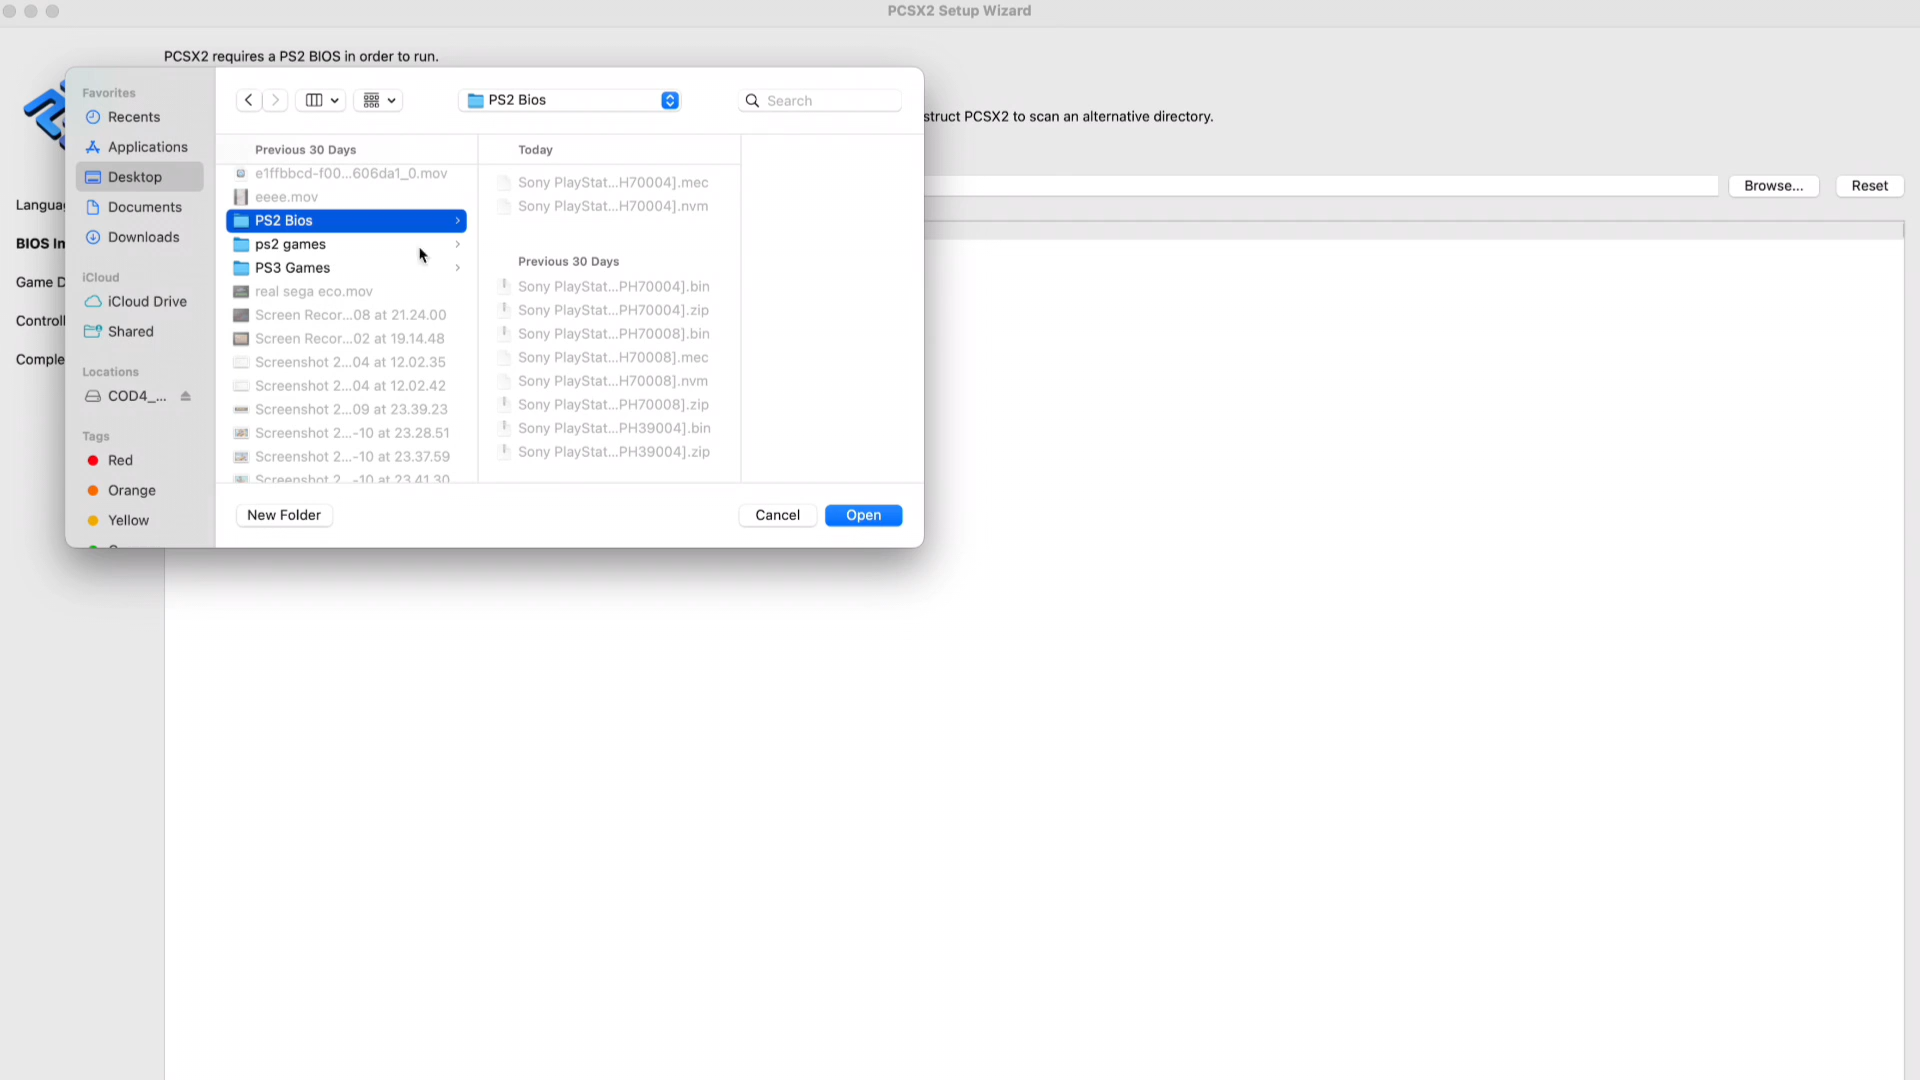 PCSX2 Setup Wizard
PCSX2 requires a PS2 BIOS in order to run.
struct PCSX2 to scan an alternative directory.
Browse...
Reset
Langua
BIOS Im
Game D
Controll
Comple
Favorites
Recents
Applications
Desktop
Documents
Downloads
iCloud
iCloud Drive
Shared
Locations
COD4_...
Tags
Red
Orange
Yellow
PS2 Bios
Search
Previous 30 Days
e1ffbbcd-f00...606da1_0.mov
eeee.mov
PS2 Bios
ps2 games
PS3 Games
real sega eco.mov
Screen Recor...08 at 21.24.00
Screen Recor...02 at 19.14.48
Screenshot 2...04 at 12.02.35
Screenshot 2...04 at 12.02.42
Screenshot 2...09 at 23.39.23
Screenshot 2...-10 at 23.28.51
Screenshot 2...-10 at 23.37.59
Screenshot 2...-10 at 23.41.30
Today
Sony PlayStat...H70004].mec
Sony PlayStat...H70004].nvm
Previous 30 Days
Sony PlayStat...PH70004].bin
Sony PlayStat...PH70004].zip
Sony PlayStat...PH70008].bin
Sony PlayStat...H70008].mec
Sony PlayStat...H70008].nvm
Sony PlayStat...PH70008].zip
Sony PlayStat...PH39004].bin
Sony PlayStat...PH39004].zip
New Folder
Cancel
Open